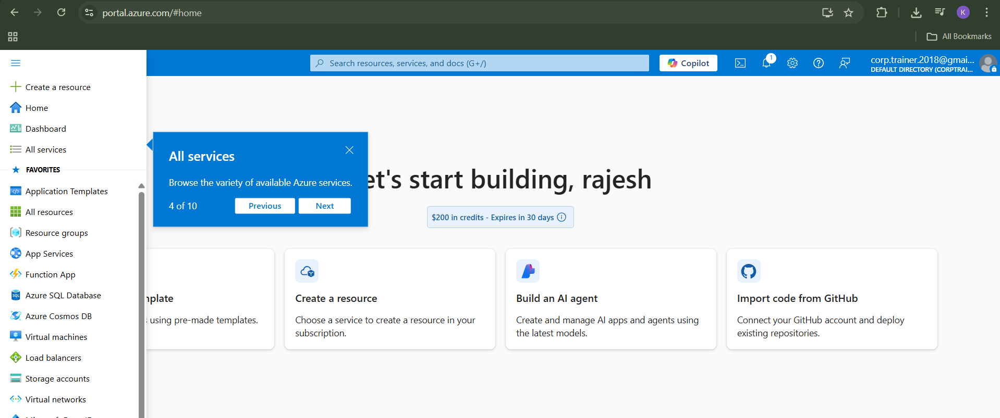 portal.azure.com/#home
K
All Bookmarks
Search resources, services, and docs (G+/)
Copilot
1
corp.trainer.2018@gmai...
DEFAULT DIRECTORY (CORPTRAI...
Create a resource
Home
Dashboard
All services
FAVORITES
Application Templates
All resources
Resource groups
App Services
Function App
SQL
Azure SQL Database
Azure Cosmos DB
Virtual machines
Load balancers
Storage accounts
Virtual networks
All services
Browse the variety of available Azure services.
4 of 10
Previous
Next
et's start building, rajesh
$200 in credits - Expires in 30 days
nplate
using pre-made templates.
Create a resource
Choose a service to create a resource in your
subscription.
Build an AI agent
Create and manage AI apps and agents using
the latest models.
Import code from GitHub
Connect your GitHub account and deploy
existing repositories.